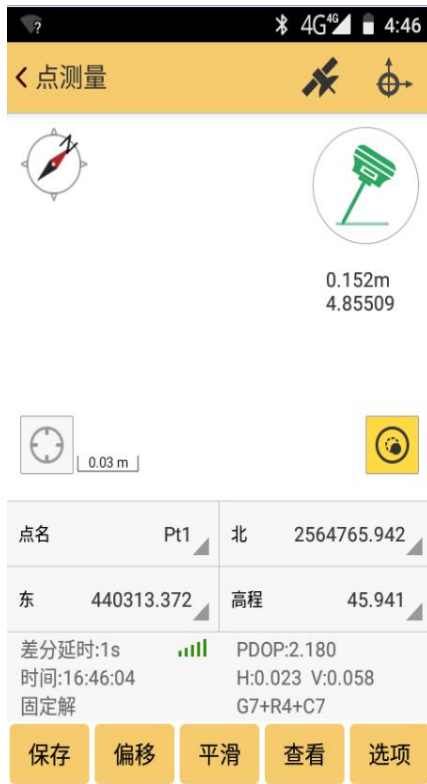 ? 4G 4G 4:46
点测量
N
0.152m
4.85509
0.03 m
点名 Pt1 北 2564765.942
东 440313.372 高程 45.941
差分延时:1s PDOP:2.180
时间:16:46:04 H:0.023 V:0.058
固定解 G7+R4+C7
保存 偏移 平滑 查看 选项